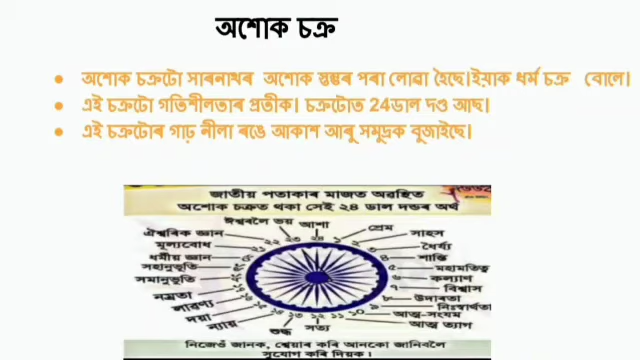 অশোক চক্ৰ
অশোক চক্ৰটো সাৰনাথৰ অশোক স্তম্ভৰ পৰা লোৱা হৈছে।ইয়াক ধৰ্ম চক্ৰ বোলে।
এই চক্ৰটো গতিশীলতাৰ প্ৰতীক। চক্ৰটোত 24ডাল দণ্ড আছ।
এই চক্ৰটোৰ গাঢ় নীলা ৰঙে আকাশ আৰু সমুদ্ৰক বুজাইছে।
জাতীয় পতাকাৰ মাজত অৱস্থিত
অশোক চক্ৰত থকা সেই ২৪ ডাল দন্ডৰ অৰ্থ
ঈশ্বৰলৈ ভয়
আশা
প্ৰেম
সাহস
ধৈৰ্য্য
শান্তি
মহামতিত্ব
কল্যাণ
বিশ্বাস
উদাৰতা
নিঃস্বাৰ্থতা
আত্ম-সংযম
আত্ম ত্যাগ
সত্য
শুদ্ধ
ন্যায়
দয়া
লাৱণ্য
নম্ৰতা
সমানুভূতি
সহানুভূতি
ধৰ্মীয় জ্ঞান
মূল্যবোধ
ঐশ্বৰিক জ্ঞান
নিজেও জানক, শ্বেয়াৰ কৰি আনকো জানিবলৈ
সুযোগ কৰি দিয়ক।